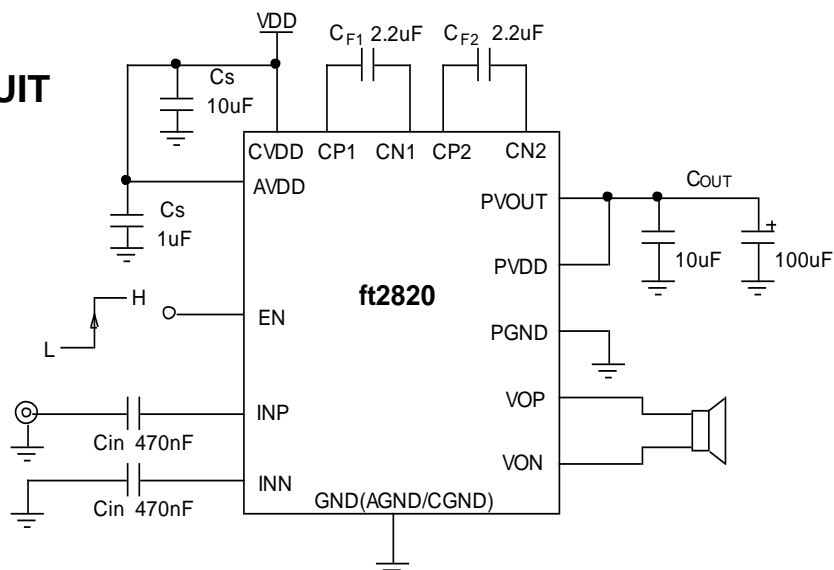 UIT
VDD
CF1 2.2uF
CF2 2.2uF
Cs
10uF
CVDD CP1 CN1 CP2 CN2
AVDD
Cs
1uF
PVOUT
COUT
PVDD
10uF
100uF
+
ft2820
H
L
EN
PGND
INP
VOP
Cin 470nF
VON
INN
GND(AGND/CGND)
Cin 470nF